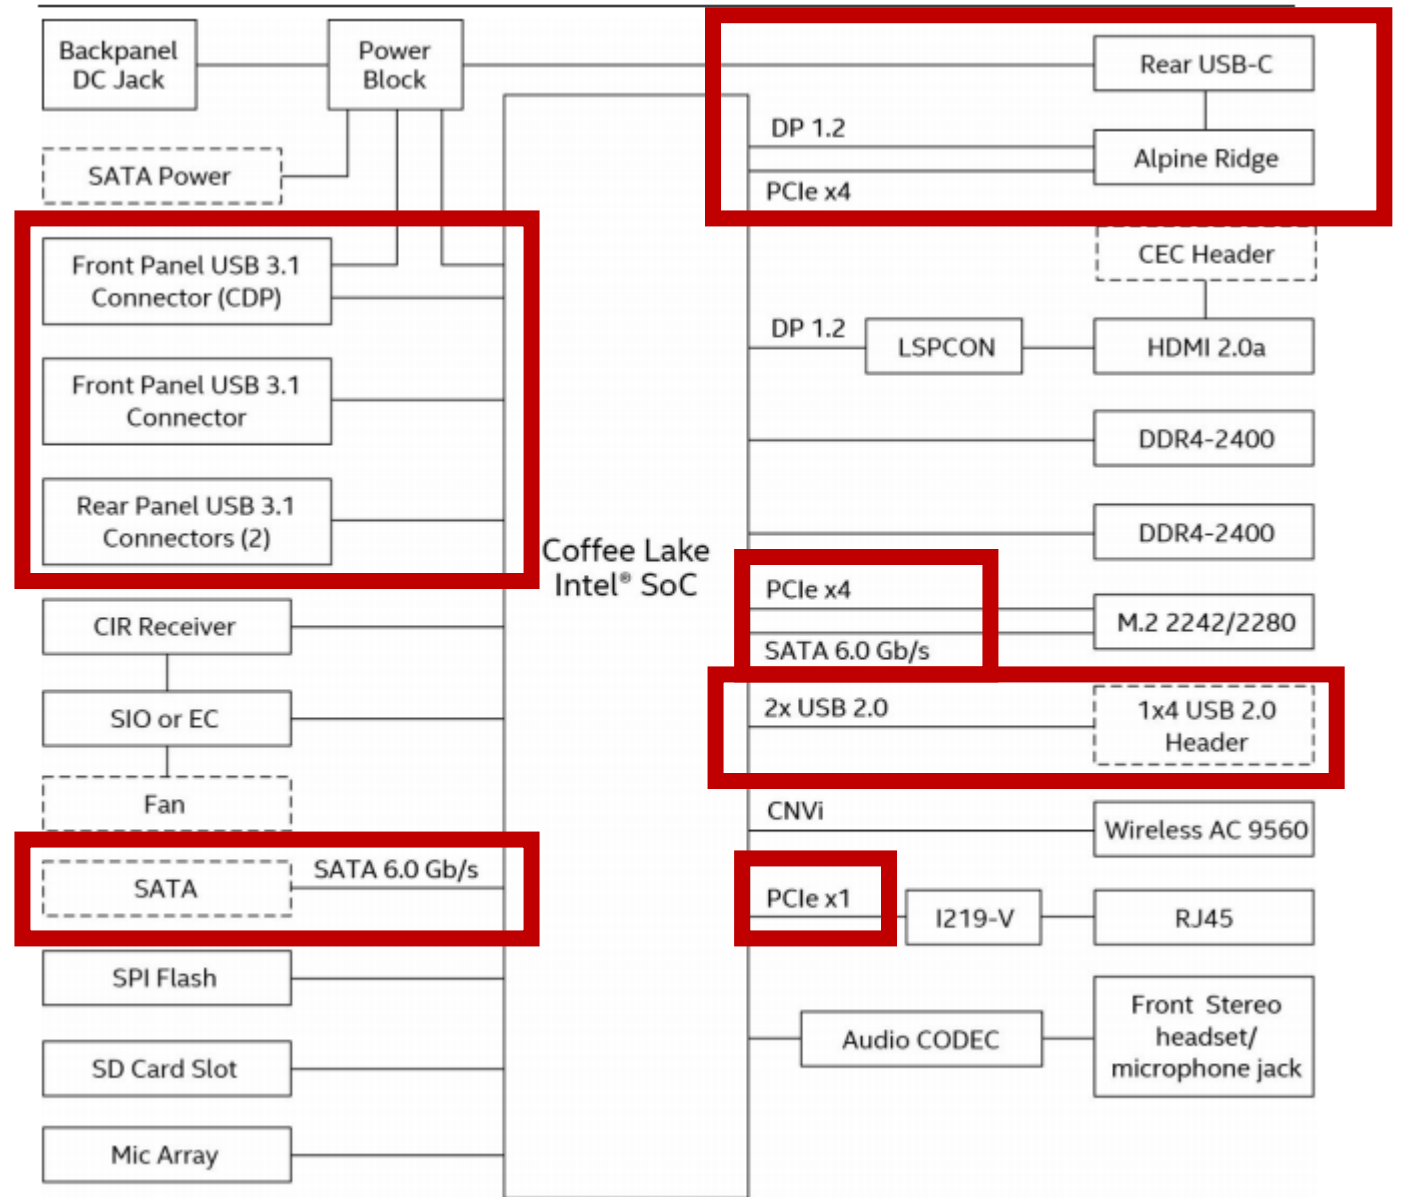 Backpanel
DC Jack
Power
Block
SATA Power
Front Panel USB 3.1
Connector (CDP)
Front Panel USB 3.1
Connector
Rear Panel USB 3.1
Connectors (2)
CIR Receiver
SIO or EC
Fan
SATA
SATA 6.0 Gb/s
SPI Flash
SD Card Slot
Mic Array
Coffee Lake
Intel® SoC
Rear USB-C
DP 1.2
Alpine Ridge
PCIe x4
CEC Header
DP 1.2
LSPCON
HDMI 2.0a
DDR4-2400
DDR4-2400
PCIe x4
M.2 2242/2280
SATA 6.0 Gb/s
2x USB 2.0
1x4 USB 2.0
Header
CNVi
Wireless AC 9560
PCIe x1
I219-V
RJ45
Audio CODEC
Front Stereo
headset/
microphone jack